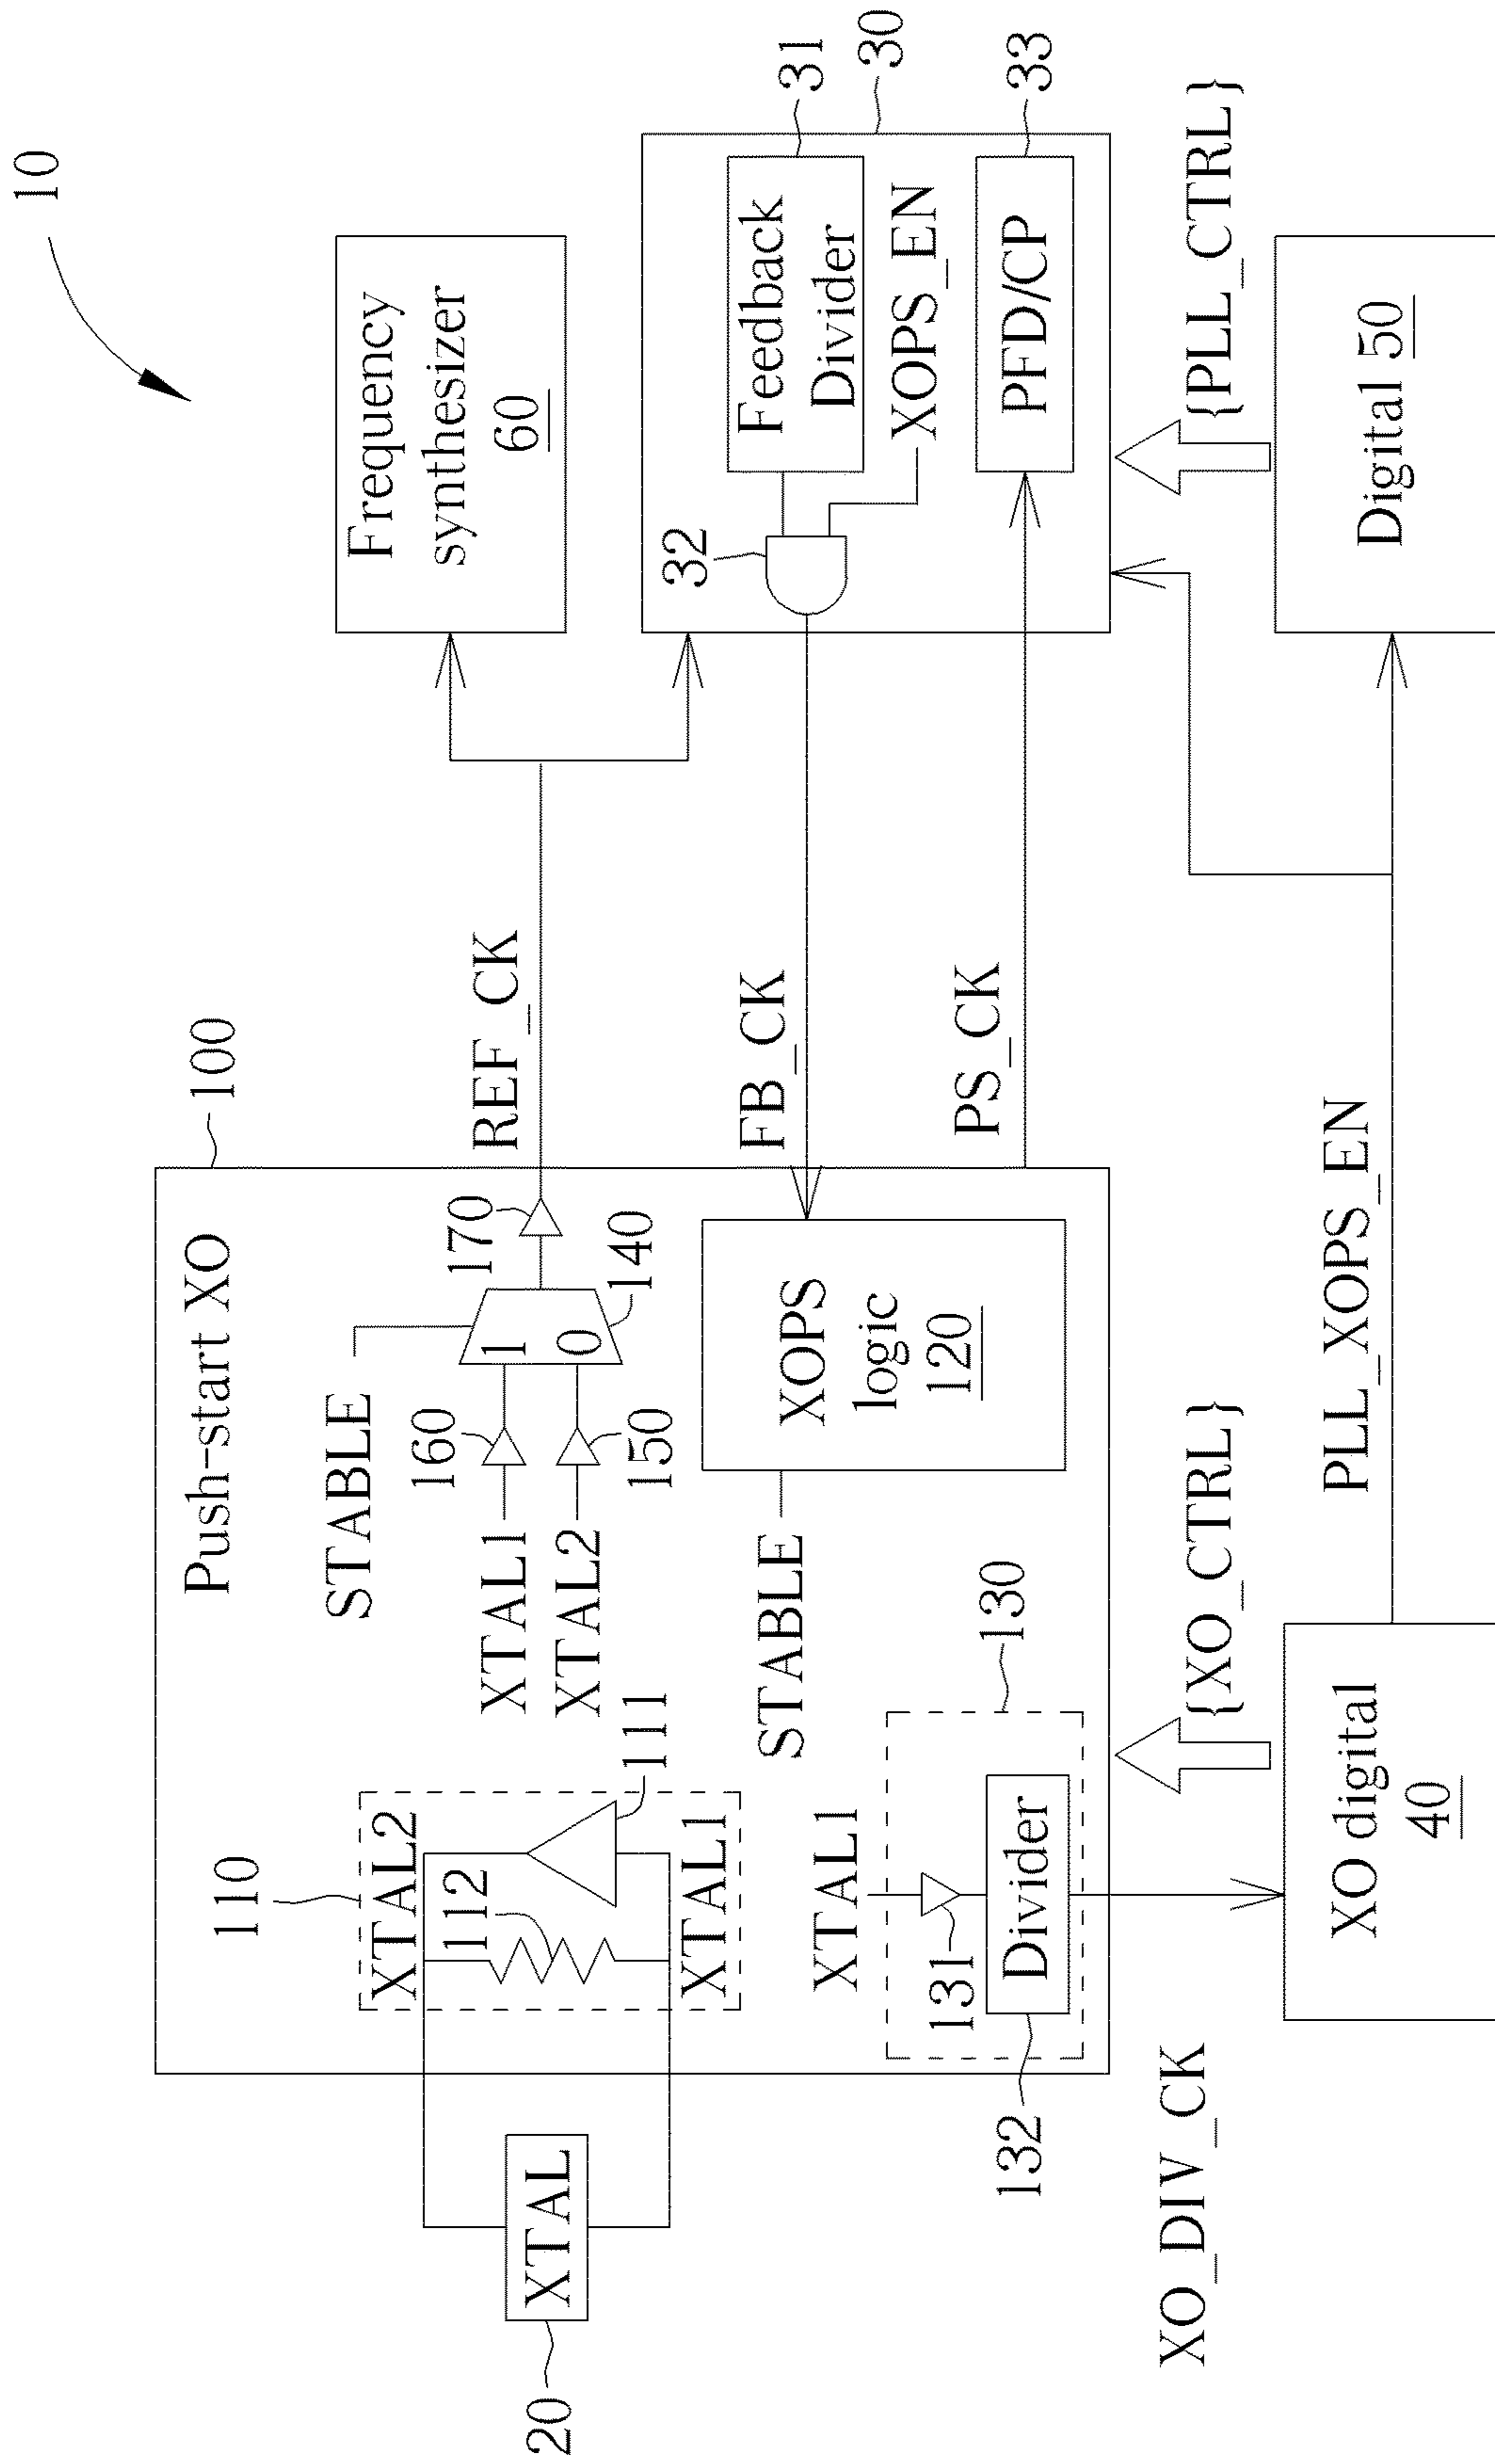 10
Push-start XO
100
110
XTAL2
112
111
XTAL1
XTAL
20
STABLE
160
170
XTAL1
XTAL2
1
0
140
150
REF_CK
Frequency
synthesizer
60
STABLE
XOPS
logic
120
FB_CK
PS_CK
32
Feedback
Divider
31
30
XOPS_EN
PFD/CP
33
XTAL1
131
130
Divider
132
XO_DIV_CK
{XO_CTRL}
{PLL_CTRL}
XO digital
40
PLL_XOPS_EN
Digital 50